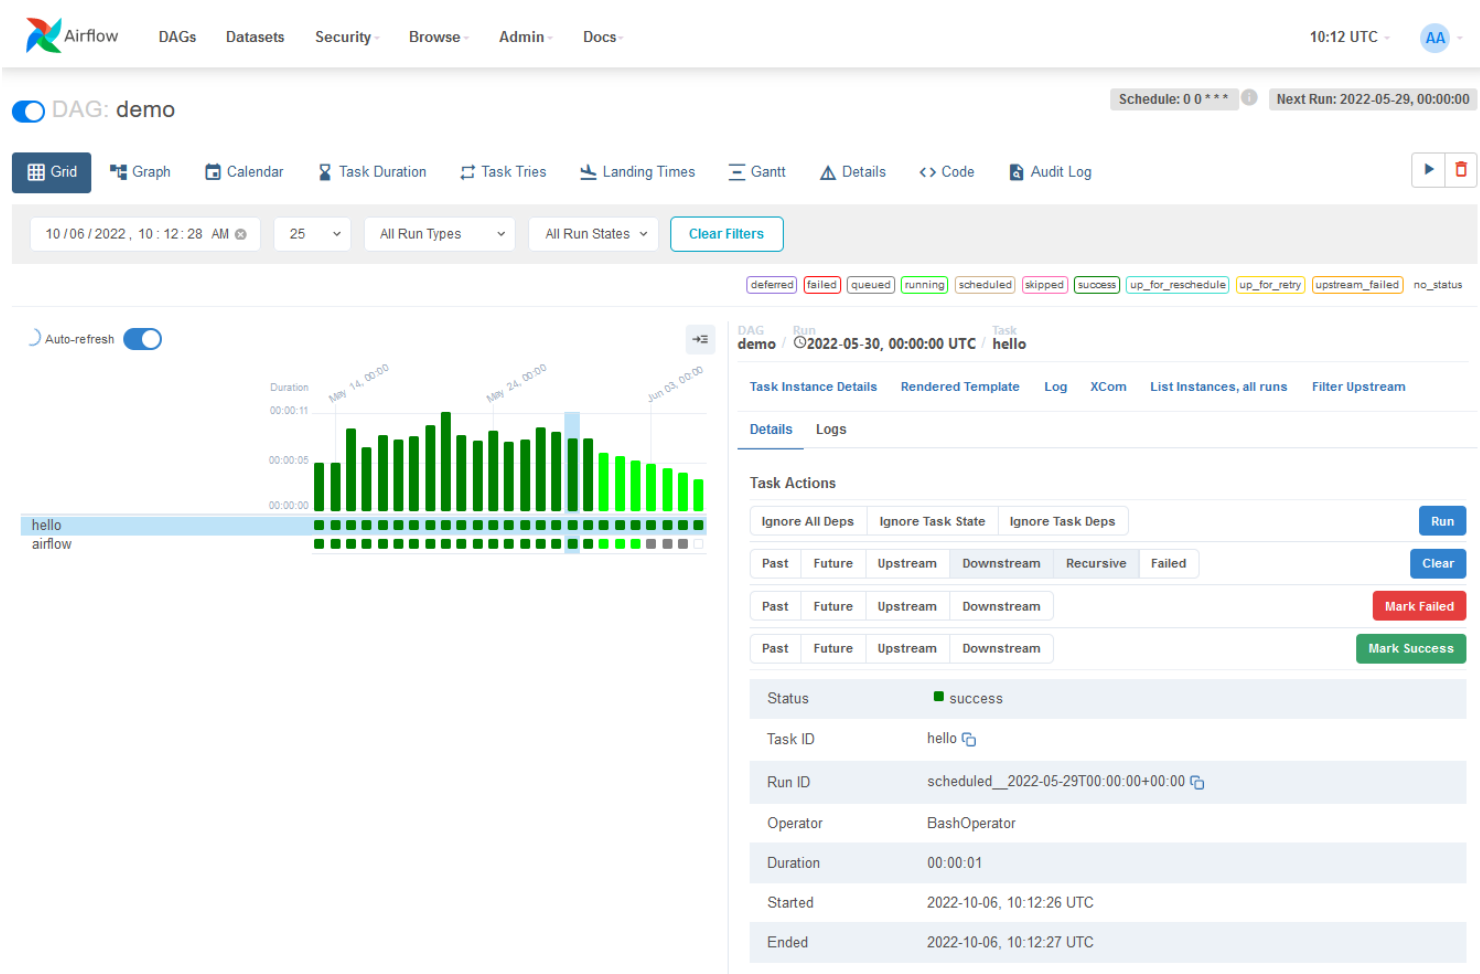 Airflow DAGs Datasets Security Browse Admin Docs 10:12 UTC AA
DAG: demo Schedule: 0 0 * * * i Next Run: 2022-05-29, 00:00:00
Grid Graph Calendar Task Duration Task Tries Landing Times Gantt Details Code Audit Log
10/06/2022, 10:12:28 AM 25 All Run Types All Run States Clear Filters
deferred failed queued running scheduled skipped success up_for_reschedule up_for_retry upstream_failed no_status
Auto-refresh
Duration May 14, 00:00 May 24, 00:00 Jun 03, 00:00
00:00:11
00:00:05
00:00:00
hello
airflow
DAG Run Task
demo / 2022-05-30, 00:00:00 UTC / hello
Task Instance Details Rendered Template Log XCom List Instances, all runs Filter Upstream
Details Logs
Task Actions
Ignore All Deps Ignore Task State Ignore Task Deps Run
Past Future Upstream Downstream Recursive Failed Clear
Past Future Upstream Downstream Mark Failed
Past Future Upstream Downstream Mark Success
Status success
Task ID hello
Run ID scheduled__2022-05-29T00:00:00+00:00
Operator BashOperator
Duration 00:00:01
Started 2022-10-06, 10:12:26 UTC
Ended 2022-10-06, 10:12:27 UTC